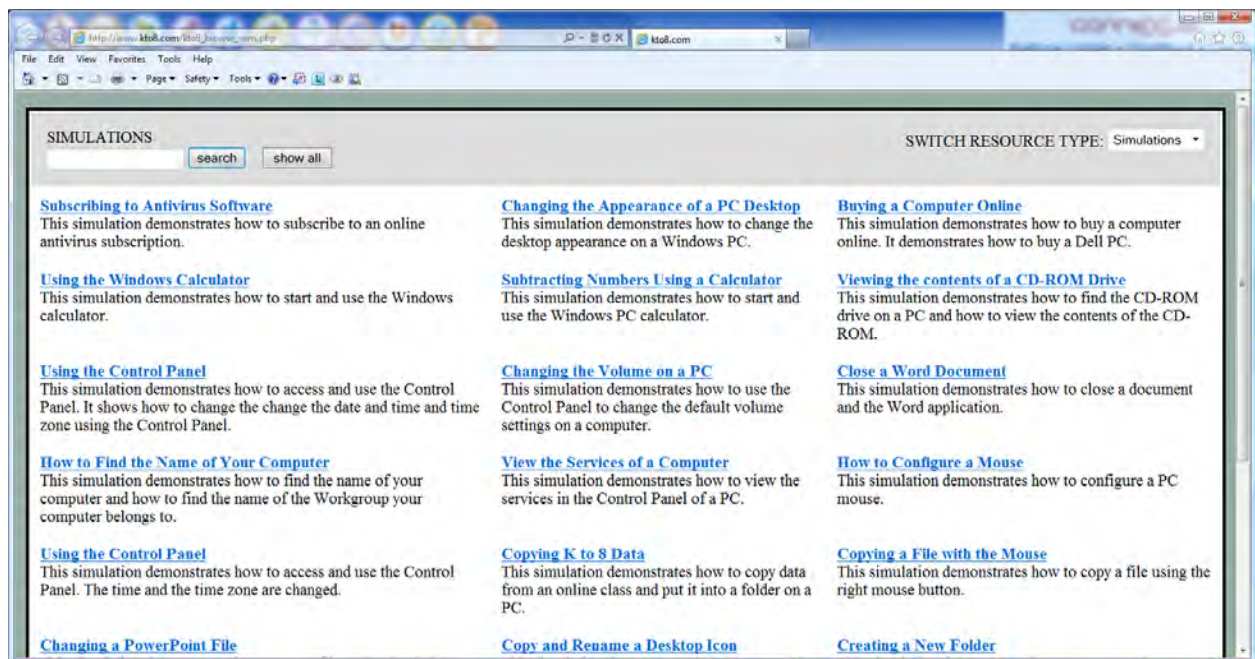 http://www.kto8.com/kto8_browse_sims.php
kto8.com
File Edit View Favorites Tools Help
Page Safety Tools
SIMULATIONS
search show all
SWITCH RESOURCE TYPE: Simulations
Subscribing to Antivirus Software
This simulation demonstrates how to subscribe to an online
antivirus subscription.
Changing the Appearance of a PC Desktop
This simulation demonstrates how to change the
desktop appearance on a Windows PC.
Buying a Computer Online
This simulation demonstrates how to buy a computer
online. It demonstrates how to buy a Dell PC.
Using the Windows Calculator
This simulation demonstrates how to start and use the Windows
calculator.
Subtracting Numbers Using a Calculator
This simulation demonstrates how to start and
use the Windows PC calculator.
Viewing the contents of a CD-ROM Drive
This simulation demonstrates how to find the CD-ROM
drive on a PC and how to view the contents of the CD-
ROM.
Using the Control Panel
This simulation demonstrates how to access and use the Control
Panel. It shows how to change the change the date and time and time
zone using the Control Panel.
Changing the Volume on a PC
This simulation demonstrates how to use the
Control Panel to change the default volume
settings on a computer.
Close a Word Document
This simulation demonstrates how to close a document
and the Word application.
How to Find the Name of Your Computer
This simulation demonstrates how to find the name of your
computer and how to find the name of the Workgroup your
computer belongs to.
View the Services of a Computer
This simulation demonstrates how to view the
services in the Control Panel of a PC.
How to Configure a Mouse
This simulation demonstrates how to configure a PC
mouse.
Using the Control Panel
This simulation demonstrates how to access and use the Control
Panel. The time and the time zone are changed.
Copying K to 8 Data
This simulation demonstrates how to copy data
from an online class and put it into a folder on a
PC.
Copying a File with the Mouse
This simulation demonstrates how to copy a file using the
right mouse button.
Changing a PowerPoint File
Copy and Rename a Desktop Icon
Creating a New Folder